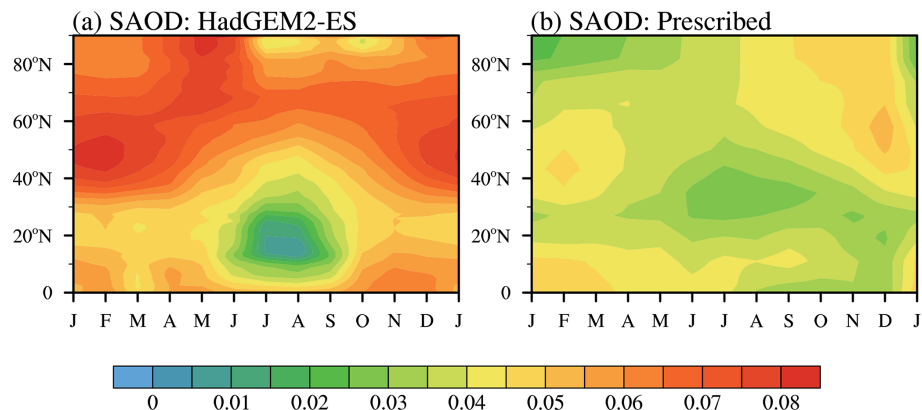 (a) SAOD: HadGEM2-ES
(b) SAOD: Prescribed
80°N
60°N
40°N
20°N
0
J F M A M J J A S O N D J
80°N
60°N
40°N
20°N
0
J F M A M J J A S O N D J
0 0.01 0.02 0.03 0.04 0.05 0.06 0.07 0.08